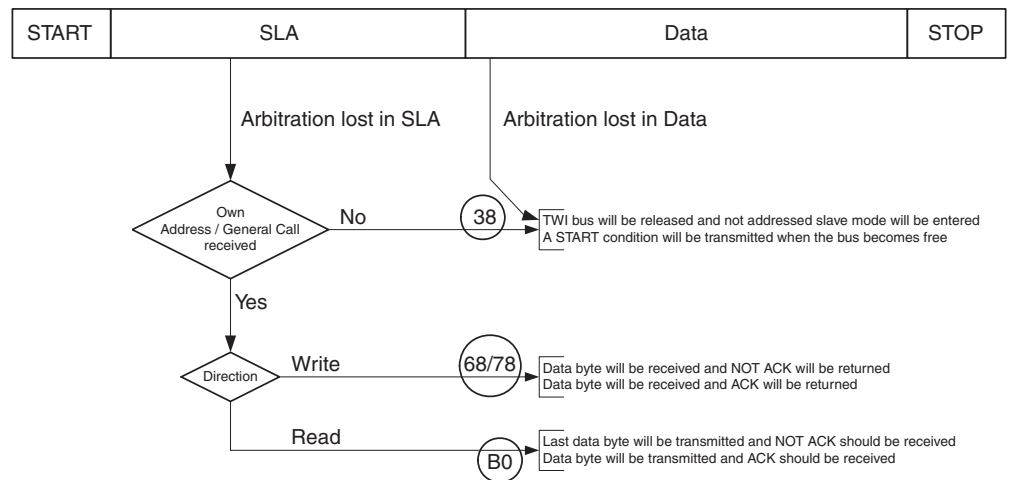 START
SLA
Data
STOP
Arbitration lost in SLA
Arbitration lost in Data
Own
Address / General Call
received
No
38
TWI bus will be released and not addressed slave mode will be entered
A START condition will be transmitted when the bus becomes free
Yes
Direction
Write
68/78
Data byte will be received and NOT ACK will be returned
Data byte will be received and ACK will be returned
Read
B0
Last data byte will be transmitted and NOT ACK should be received
Data byte will be transmitted and ACK should be received